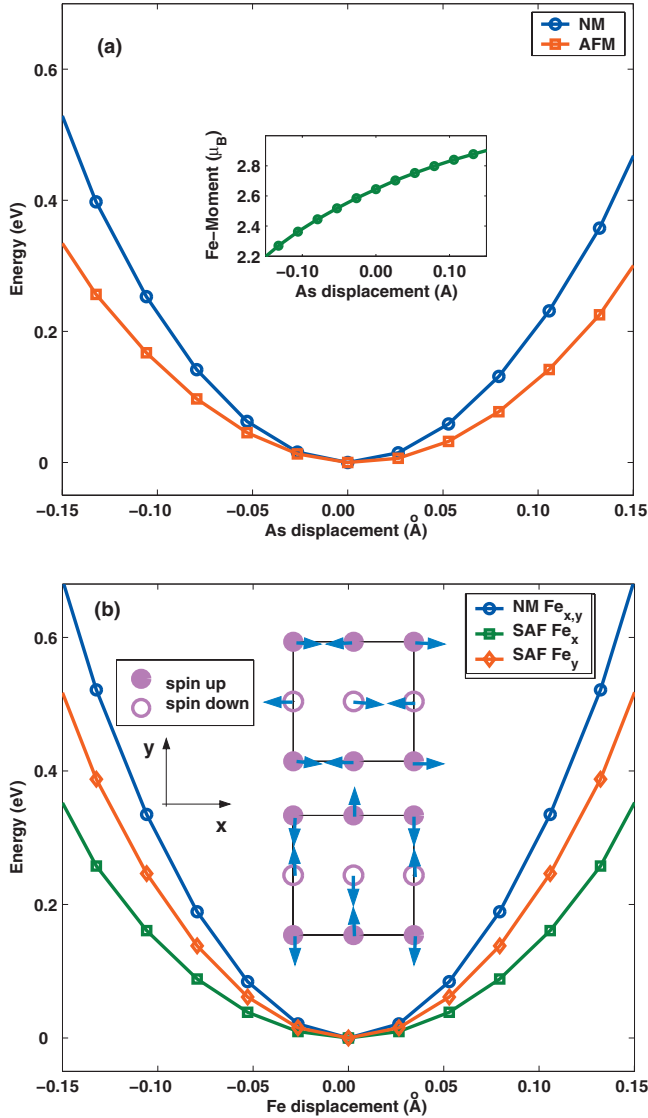 (a)
NM
AFM
0.6
0.4
0.2
0
Energy (eV)
Fe−Moment (μB)
2.8
2.6
2.4
2.2
−0.10 0.00 0.10
As displacement (A)
−0.15 −0.10 −0.05 0.00 0.05 0.10 0.15
As displacement (Å)
(b)
NM Fex,y
SAF Fex
SAF Fey
spin up
spin down
y
x
0.6
0.4
0.2
0
Energy (eV)
−0.15 −0.10 −0.05 0.00 0.05 0.10 0.15
Fe displacement (Å)